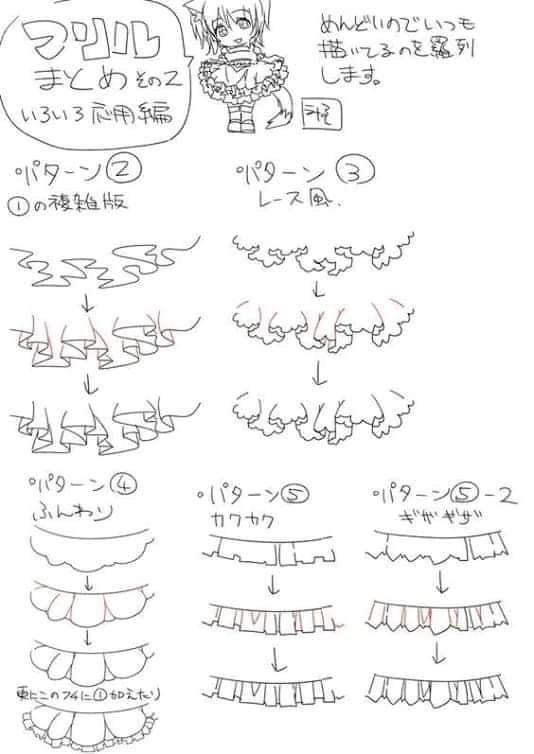 フリル
まとめ その2
いろいろ応用編
めんどいのでいつも
描いてるのを羅列
します。
パターン②
①の複雑版
パターン③
レース風.
パターン④
ふんわり
更にこのフチに①加えたり
パターン⑤
カクカク
パターン⑤-2
ギザギザ